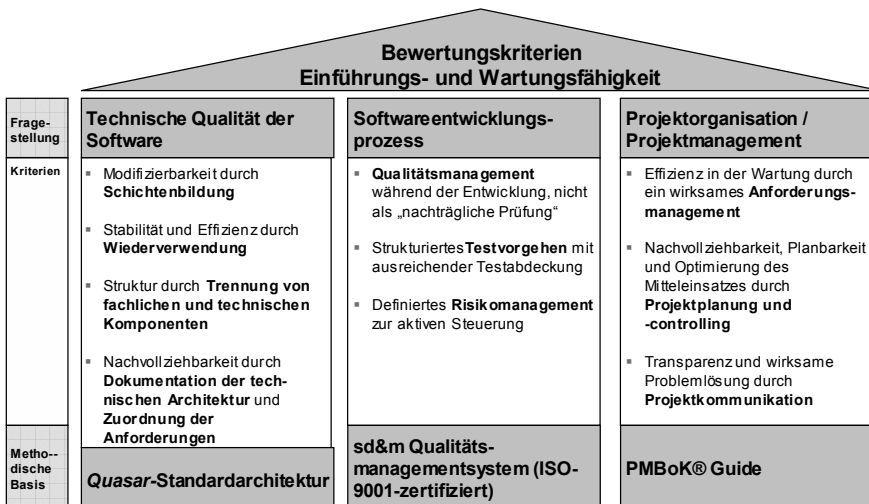 Bewertungskriterien
Einführungs- und Wartungsfähigkeit
Frage-
stellung
Technische Qualität der
Software
Softwareentwicklungs-
prozess
Projektorganisation /
Projektmanagement
Kriterien
▪ Modifizierbarkeit durch
Schichtenbildung
▪ Stabilität und Effizienz durch
Wiederverwendung
▪ Struktur durch Trennung von
fachlichen und technischen
Komponenten
▪ Nachvollziehbarkeit durch
Dokumentation der tech-
nischen Architektur und
Zuordnung der
Anforderungen
▪ Qualitätsmanagement
während der Entwicklung, nicht
als „nachträgliche Prüfung“
▪ Strukturiertes Testvorgehen mit
ausreichender Testabdeckung
▪ Definiertes Risikomanagement
zur aktiven Steuerung
▪ Effizienz in der Wartung durch
ein wirksames Anforderungs-
management
▪ Nachvollziehbarkeit, Planbarkeit
und Optimierung des
Mitteleinsatzes durch
Projektplanung und
-controlling
▪ Transparenz und wirksame
Problemlösung durch
Projektkommunikation
Metho--
dische
Basis
Quasar-Standardarchitektur
sd&m Qualitäts-
managementsystem (ISO-
9001-zertifiziert)
PMBoK® Guide